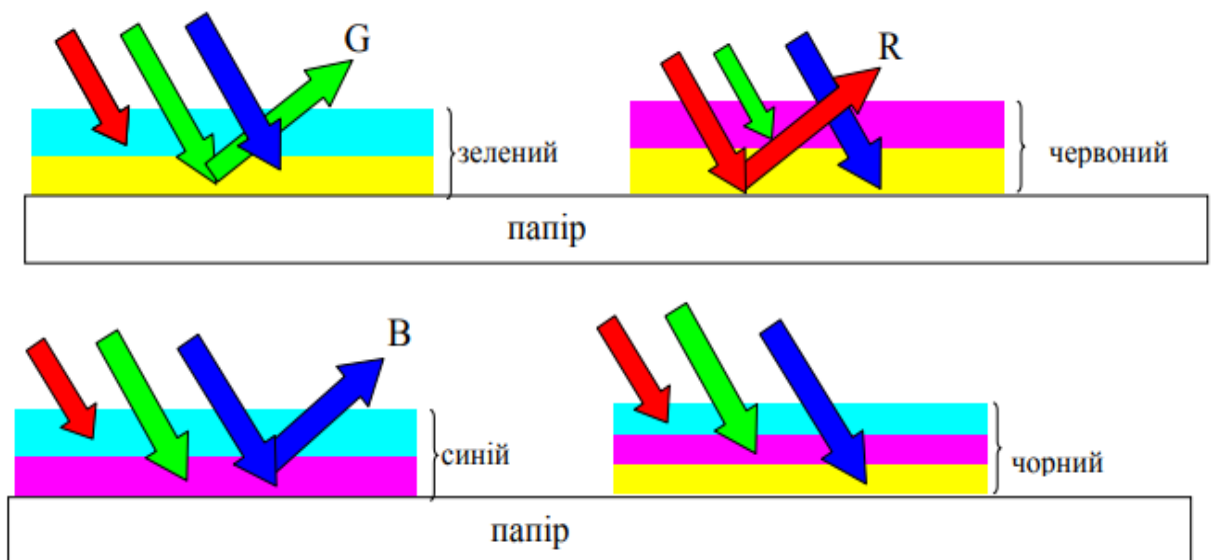 G
R
зелений
червоний
папір
B
синій
чорний
папір